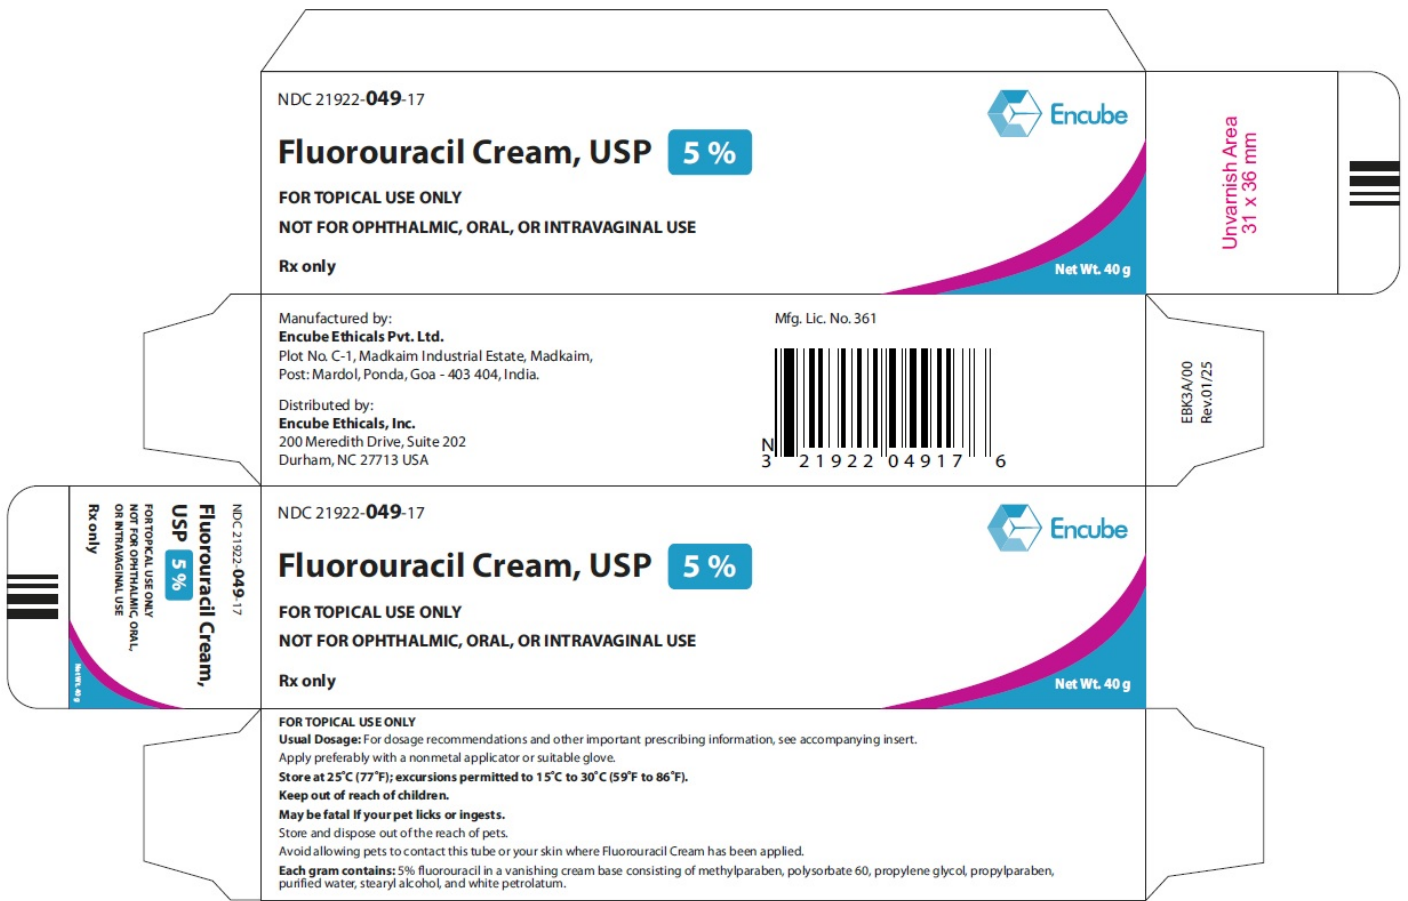 NDC 21922-049-17
Encube
Fluorouracil Cream, USP 5 %
FOR TOPICAL USE ONLY
NOT FOR OPHTHALMIC, ORAL, OR INTRAVAGINAL USE
Rx only
Net Wt. 40 g
Unvarnish Area
31 x 36 mm
Manufactured by:
Encube Ethicals Pvt. Ltd.
Plot No. C-1, Madkaim Industrial Estate, Madkaim,
Post: Mardol, Ponda, Goa - 403 404, India.
Distributed by:
Encube Ethicals, Inc.
200 Meredith Drive, Suite 202
Durham, NC 27713 USA
Mfg. Lic. No. 361
N
3 21922 04917 6
EBK3A/00
Rev.01/25
NDC 21922-049-17
Fluorouracil Cream,
USP 5 %
FOR TOPICAL USE ONLY
NOT FOR OPHTHALMIC, ORAL,
OR INTRAVAGINAL USE
Rx only
Net Wt. 40 g
NDC 21922-049-17
Encube
Fluorouracil Cream, USP 5 %
FOR TOPICAL USE ONLY
NOT FOR OPHTHALMIC, ORAL, OR INTRAVAGINAL USE
Rx only
Net Wt. 40 g
FOR TOPICAL USE ONLY
Usual Dosage: For dosage recommendations and other important prescribing information, see accompanying insert.
Apply preferably with a nonmetal applicator or suitable glove.
Store at 25˚C (77˚F); excursions permitted to 15˚C to 30˚C (59˚F to 86˚F).
Keep out of reach of children.
May be fatal If your pet licks or ingests.
Store and dispose out of the reach of pets.
Avoid allowing pets to contact this tube or your skin where Fluorouracil Cream has been applied.
Each gram contains: 5% fluorouracil in a vanishing cream base consisting of methylparaben, polysorbate 60, propylene glycol, propylparaben,
purified water, stearyl alcohol, and white petrolatum.